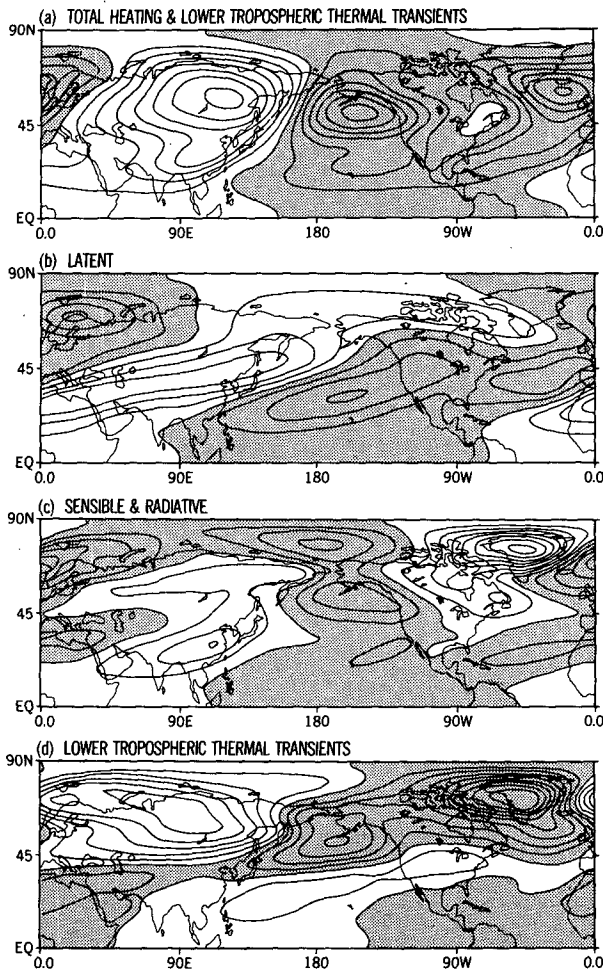 (a) TOTAL HEATING & LOWER TROPOSPHERIC THERMAL TRANSIENTS
90N
45
EQ
0.0 90E 180 90W 0.0
(b) LATENT
90N
45
EQ
0.0 90E 180 90W 0.0
(c) SENSIBLE & RADIATIVE
90N
45
EQ
0.0 90E 180 90W 0.0
(d) LOWER TROPOSPHERIC THERMAL TRANSIENTS
90N
45
EQ
0.0 90E 180 90W 0.0